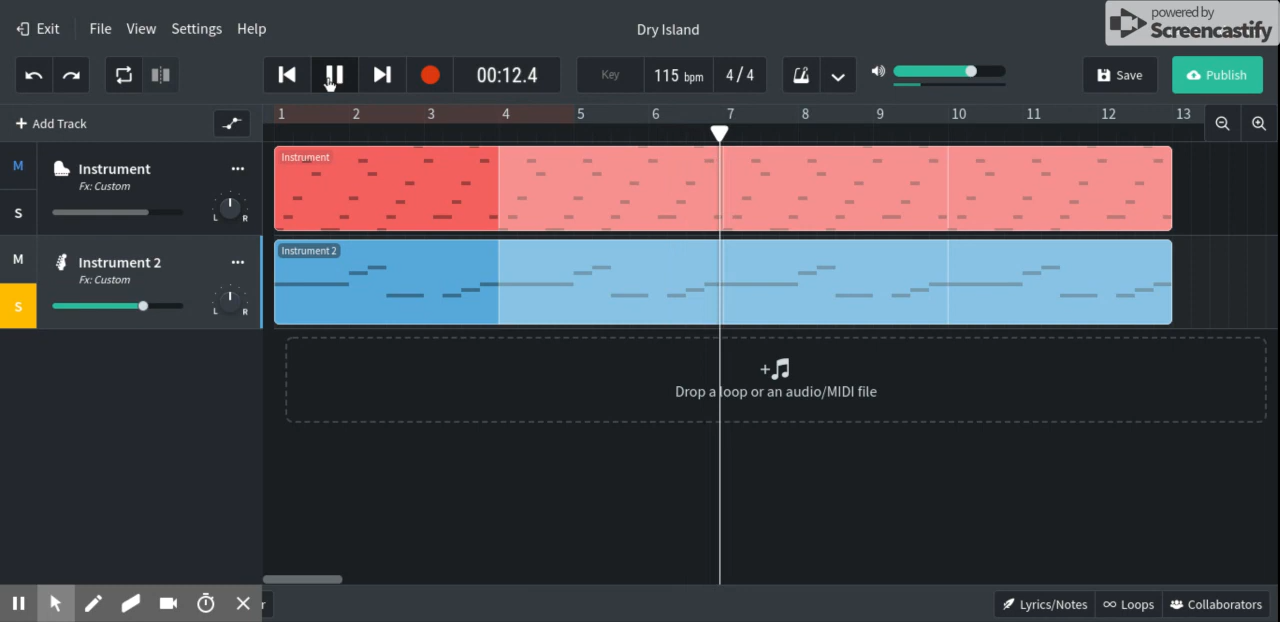 powered by
Screencastify
Exit File View Settings Help
Dry Island
00:12.4 Key 115 bpm 4 / 4 Save Publish
+ Add Track
1 2 3 4 5 6 7 8 9 10 11 12 13
M Instrument
Fx: Custom
S L R
Instrument
M Instrument 2
Fx: Custom
S L R
Instrument 2
Drop a loop or an audio/MIDI file
r Lyrics/Notes Loops Collaborators